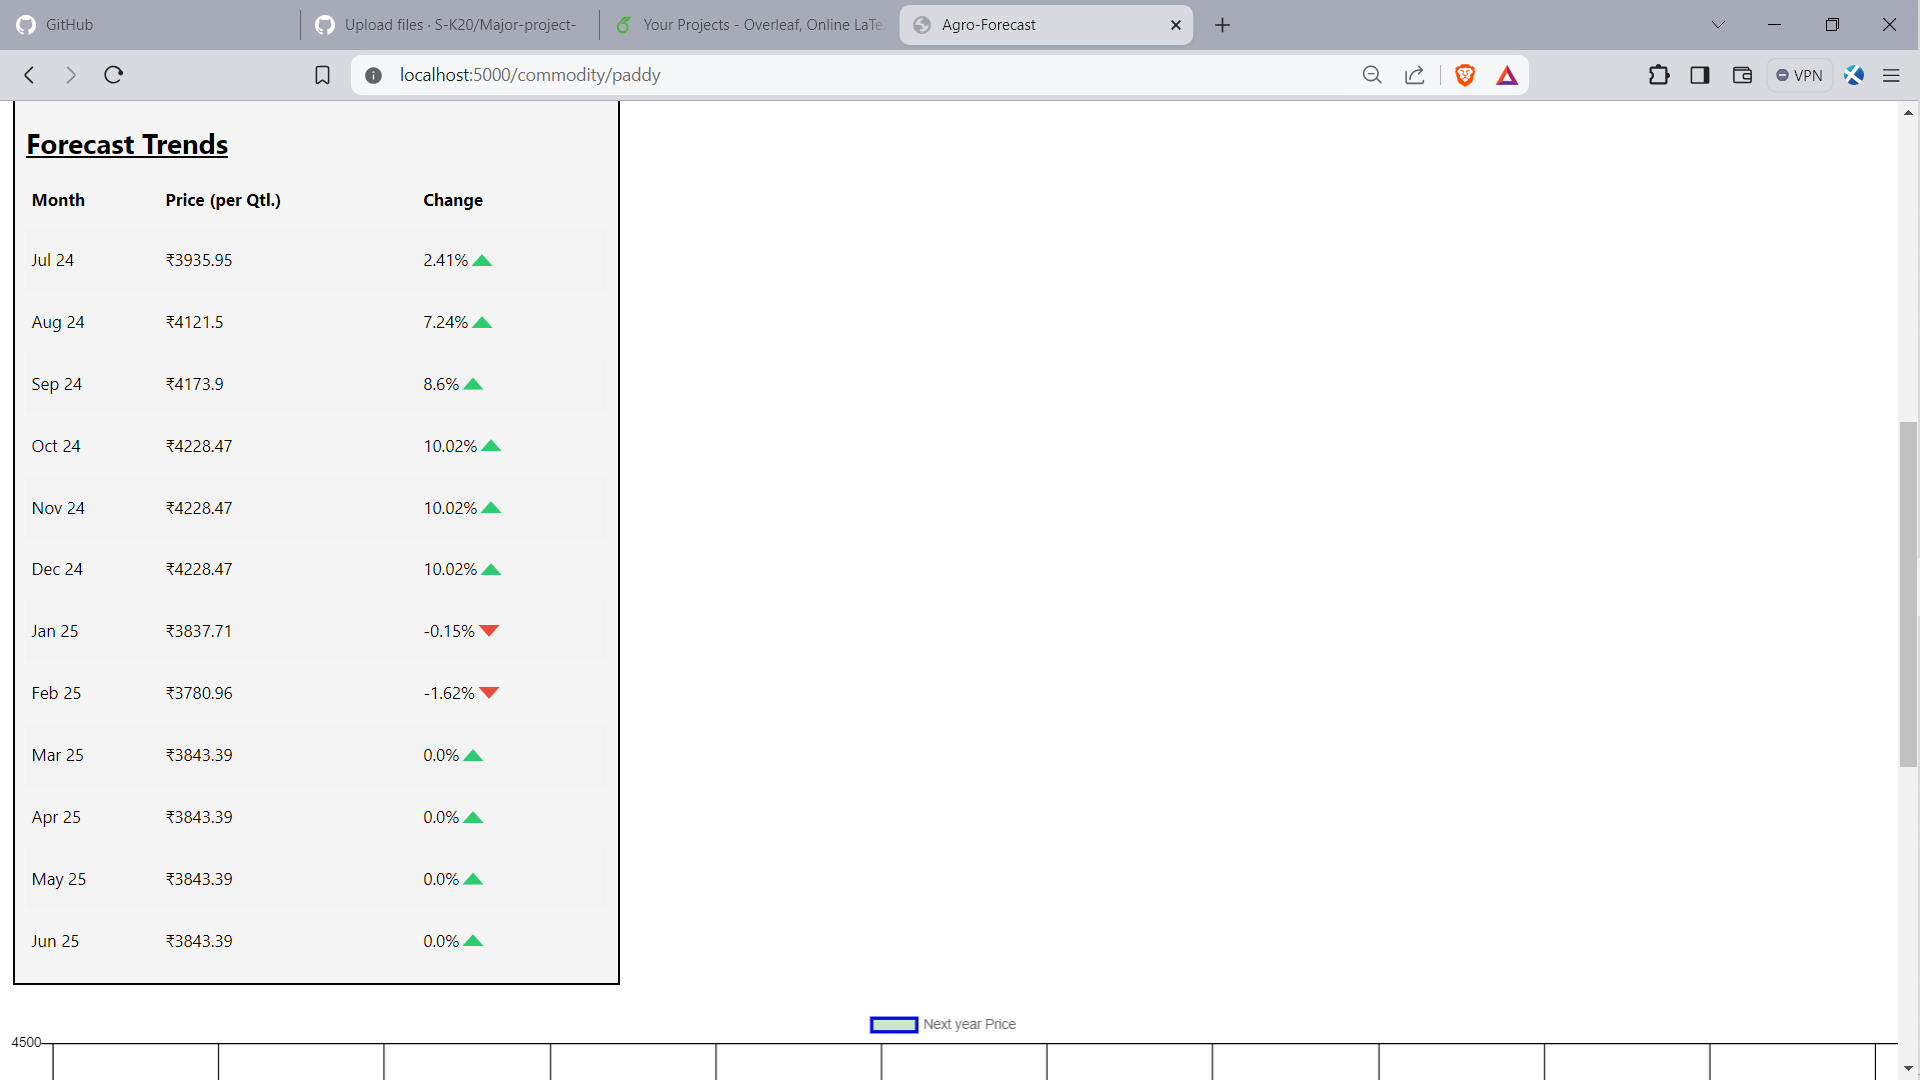 GitHub
Upload files · S-K20/Major-project-
Your Projects - Overleaf, Online LaTe
Agro-Forecast
localhost:5000/commodity/paddy
VPN
Forecast Trends
Month Price (per Qtl.) Change
Jul 24 ₹3935.95 2.41%
Aug 24 ₹4121.5 7.24%
Sep 24 ₹4173.9 8.6%
Oct 24 ₹4228.47 10.02%
Nov 24 ₹4228.47 10.02%
Dec 24 ₹4228.47 10.02%
Jan 25 ₹3837.71 -0.15%
Feb 25 ₹3780.96 -1.62%
Mar 25 ₹3843.39 0.0%
Apr 25 ₹3843.39 0.0%
May 25 ₹3843.39 0.0%
Jun 25 ₹3843.39 0.0%
Next year Price
4500